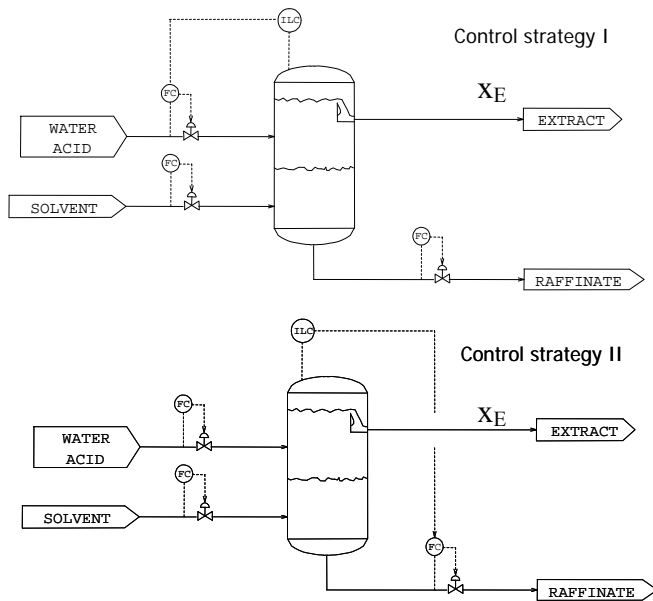 ILC
Control strategy I
FC
X_E
WATER
ACID
EXTRACT
FC
SOLVENT
FC
RAFFINATE
ILC
Control strategy II
FC
X_E
WATER
ACID
EXTRACT
FC
SOLVENT
FC
RAFFINATE